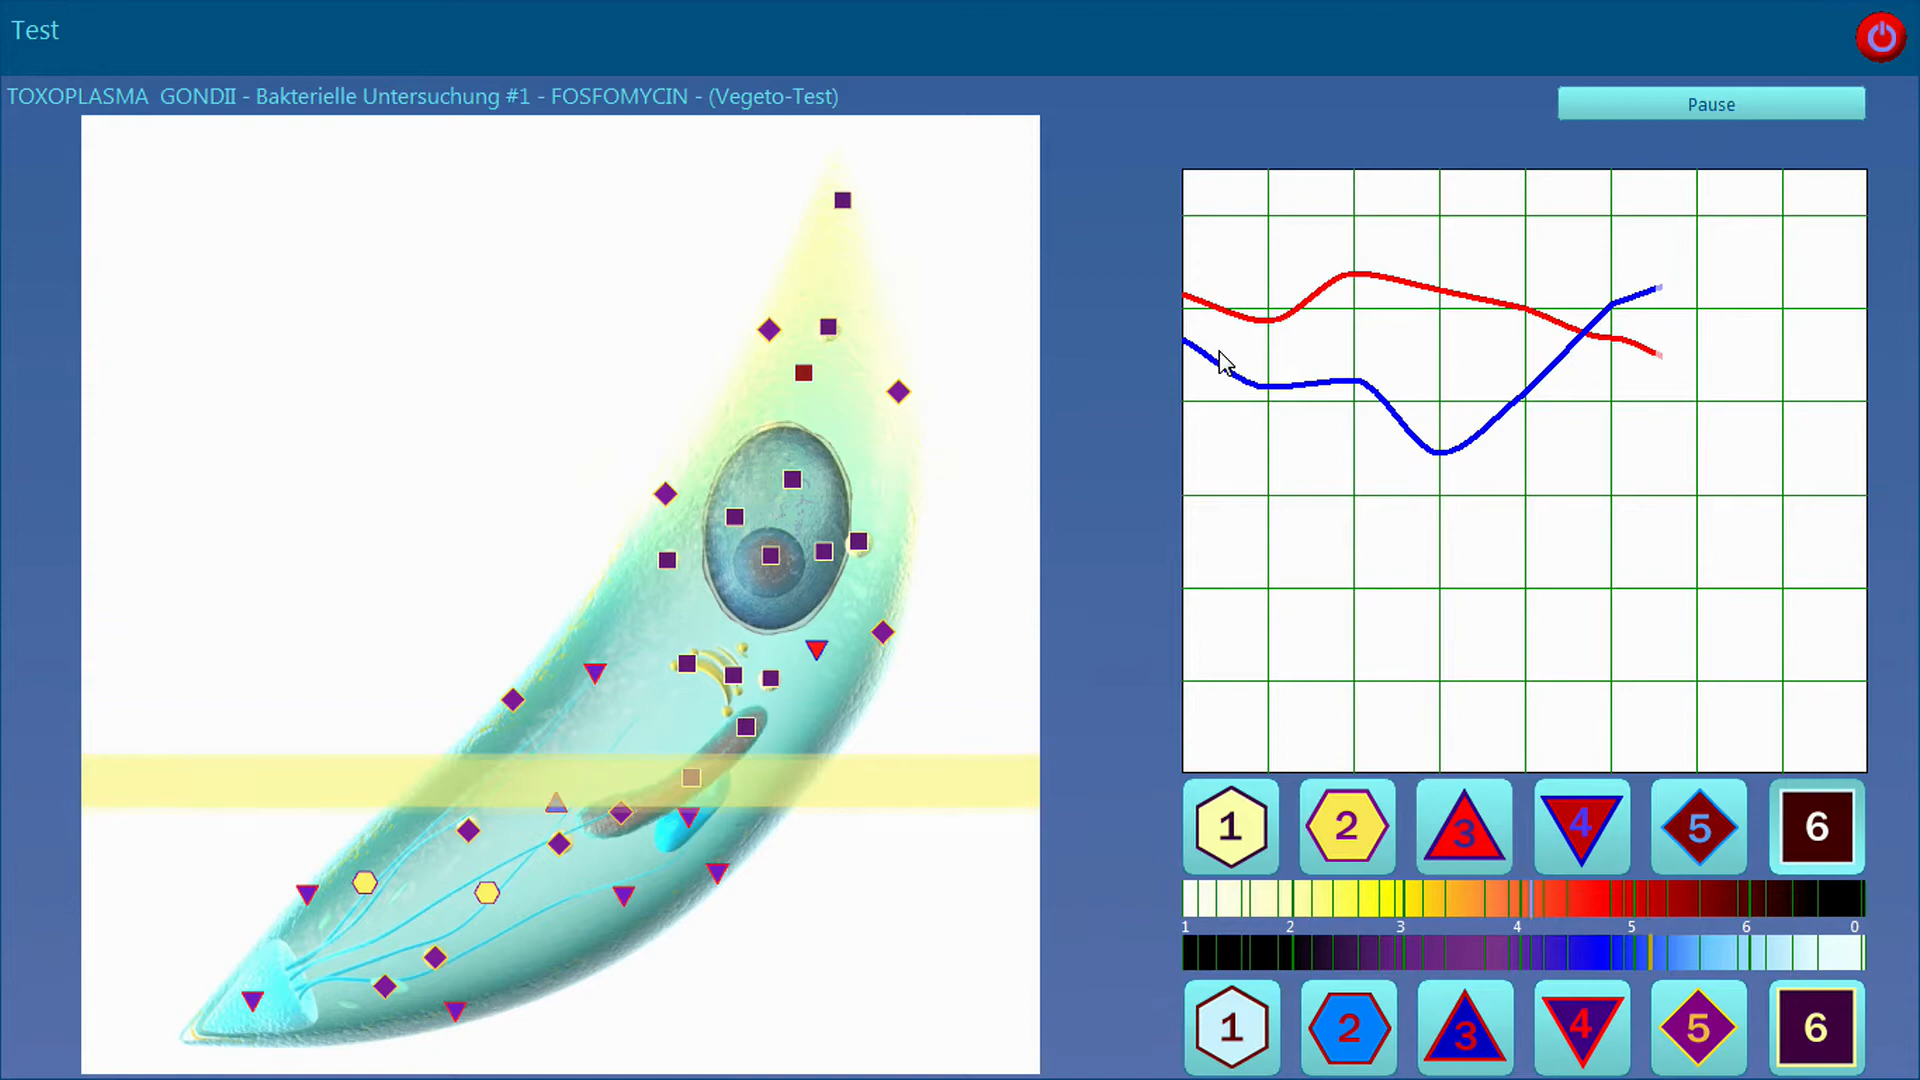 Test
TOXOPLASMA GONDII - Bakterielle Untersuchung #1 - FOSFOMYCIN - (Vegeto-Test)
Pause
1 2 3 4 5 6
1 2 3 4 5 6 0
1 2 3 4 5 6